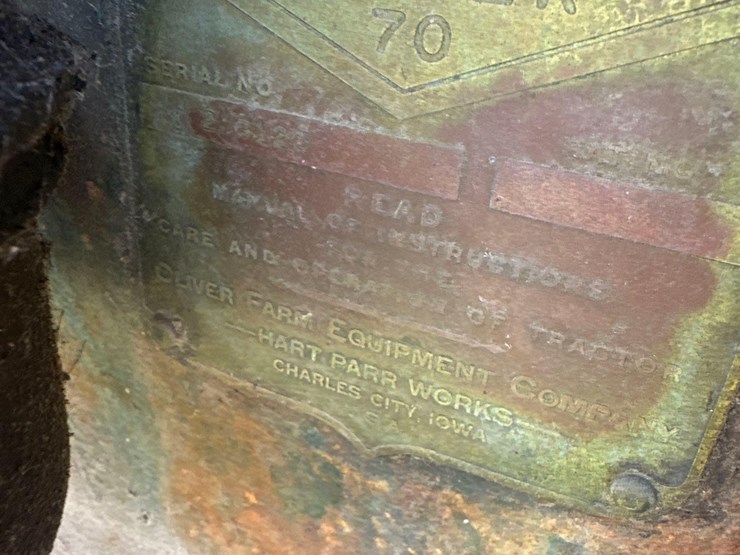 70
SERIAL NO.
READ
MANUAL OF INSTRUCTIONS
FOR THE
CARE AND OPERATION OF TRACTOR
OLIVER FARM EQUIPMENT COMPANY
HART PARR WORKS
CHARLES CITY, IOWA